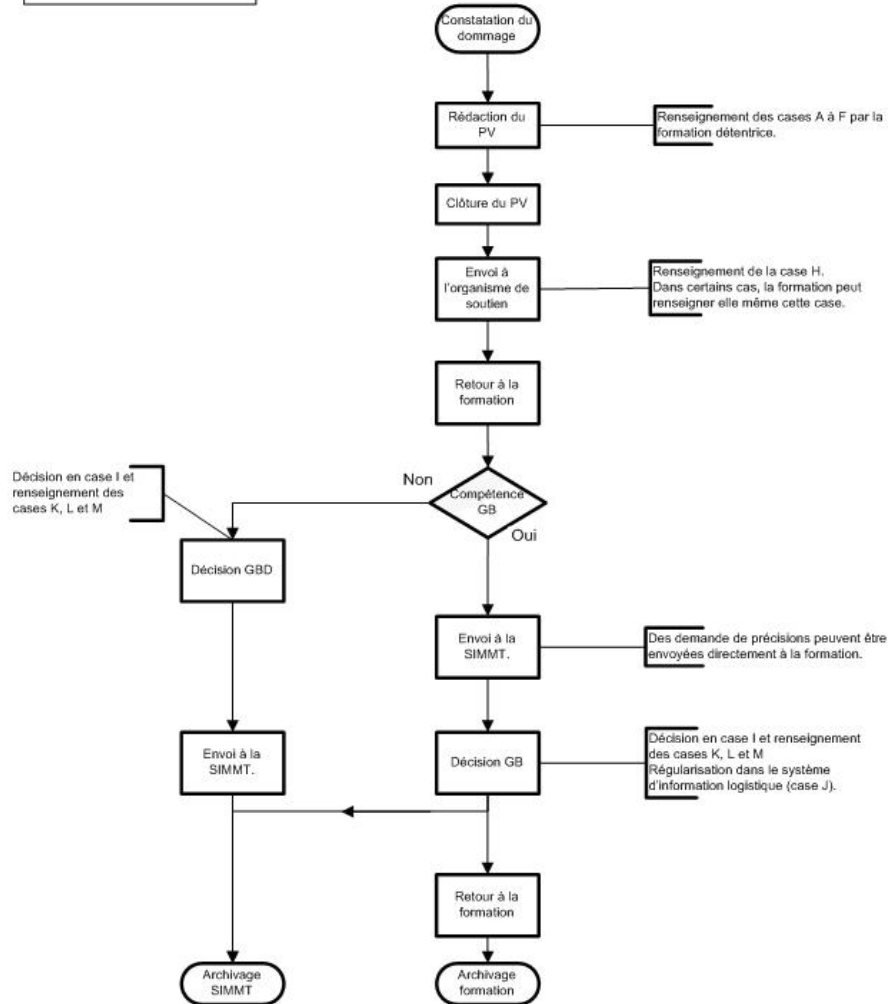 Constatation du
dommage
Rédaction du
PV
Renseignement des cases A à F par la
formation détentrice.
Clôture du PV
Envoi à
l'organisme de
soutien
Renseignement de la case H.
Dans certains cas, la formation peut
renseigner elle même cette case.
Retour à la
formation
Compétence
GB
Non
Oui
Décision en case I et
renseignement des
cases K, L et M
Décision GBD
Envoi à la
SIMMT.
Des demande de précisions peuvent être
envoyées directement à la formation.
Envoi à la
SIMMT.
Décision GB
Décision en case I et renseignement
des cases K, L et M
Régularisation dans le système
d'information logistique (case J).
Retour à la
formation
Archivage
SIMMT
Archivage
formation